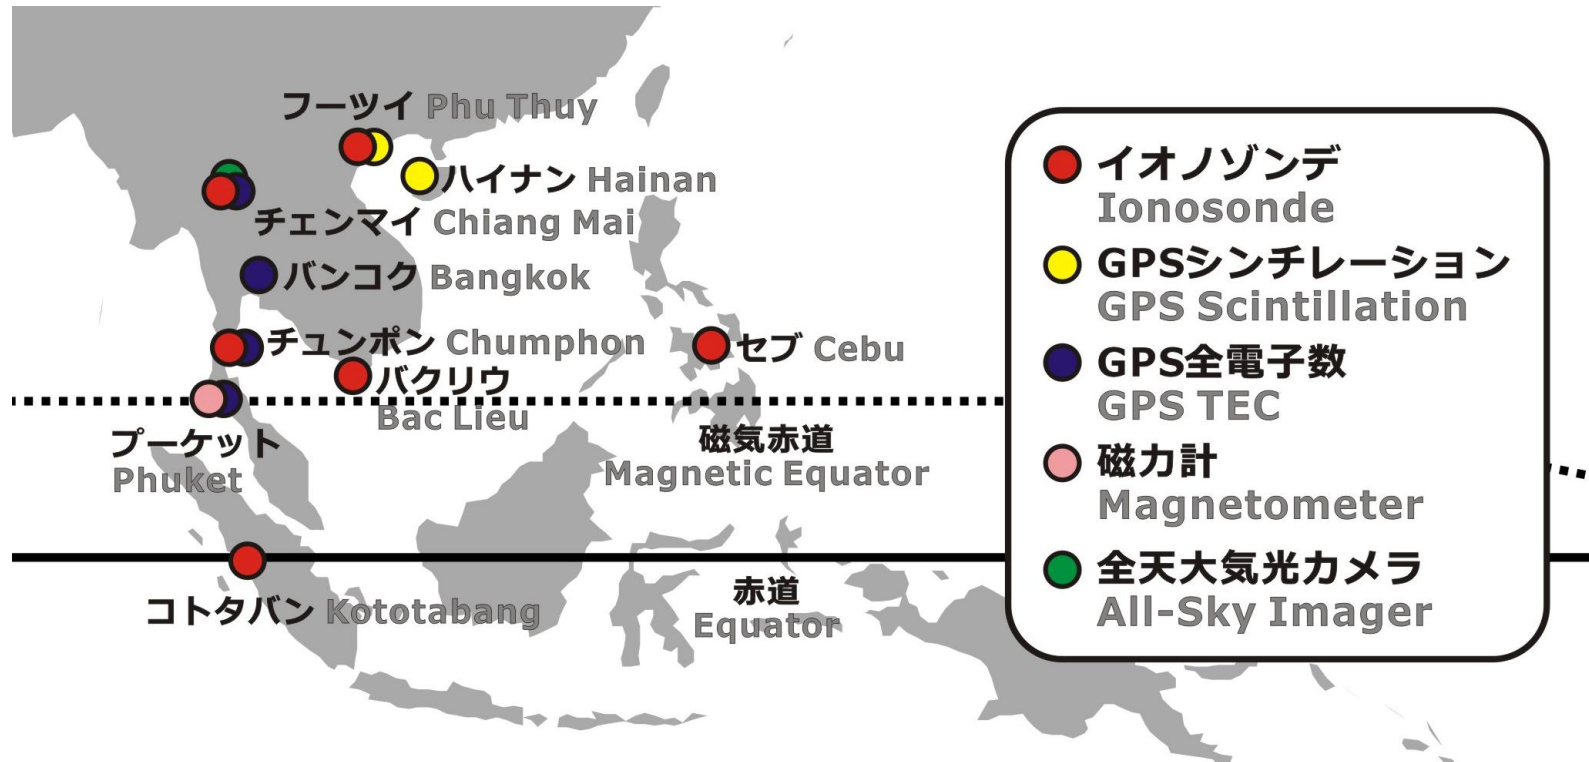 フーツイ Phu Thuy
ハイナン Hainan
チェンマイ Chiang Mai
バンコク Bangkok
チュンポン Chumphon
セブ Cebu
バクリウ
Bac Lieu
プーケット
Phuket
磁気赤道
Magnetic Equator
コトタバン Kototabang
赤道
Equator
イオノゾンデ
Ionosonde
GPSシンチレーション
GPS Scintillation
GPS全電子数
GPS TEC
磁力計
Magnetometer
全天大気光カメラ
All-Sky Imager